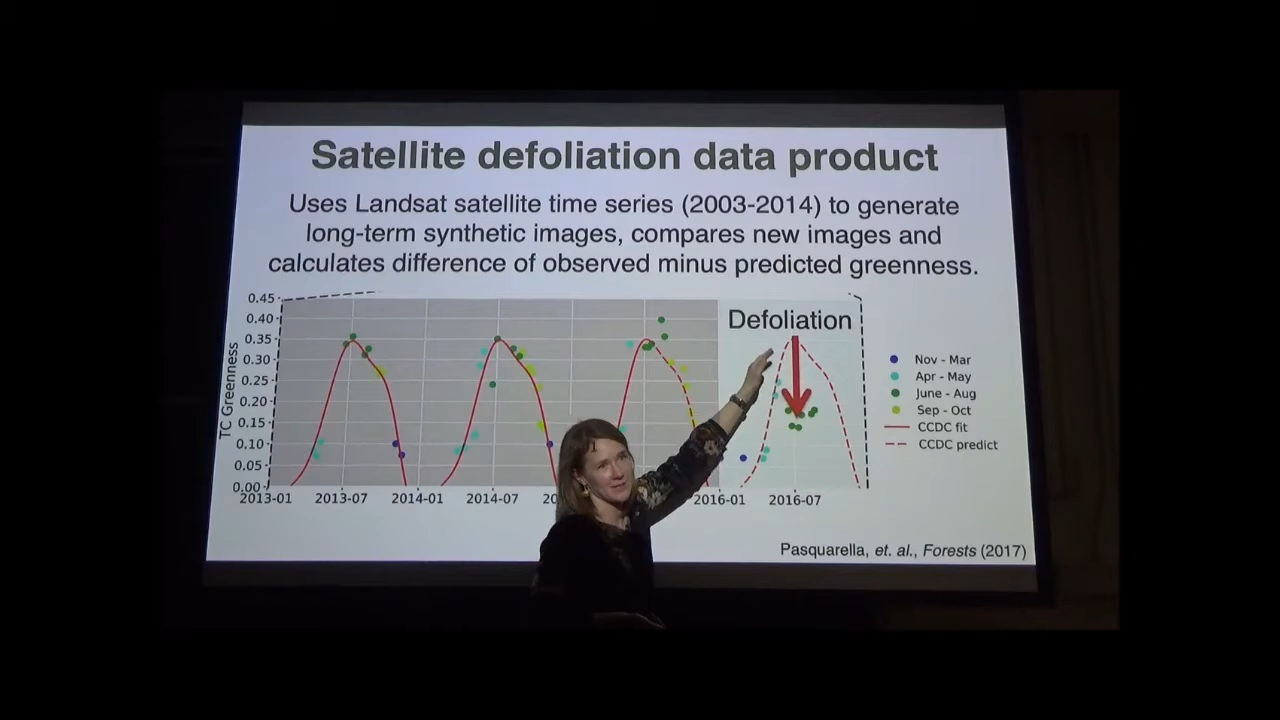 Satellite defoliation data product
Uses Landsat satellite time series (2003-2014) to generate
long-term synthetic images, compares new images and
calculates difference of observed minus predicted greenness.
0.45
0.40
0.35
0.30
0.25
0.20
0.15
0.10
0.05
0.00
TC Greenness
Defoliation
Nov - Mar
Apr - May
June - Aug
Sep - Oct
CCDC fit
CCDC predict
2013-01 2013-07 2014-01 2014-07 2016-01 2016-07
Pasquarella, et. al., Forests (2017)